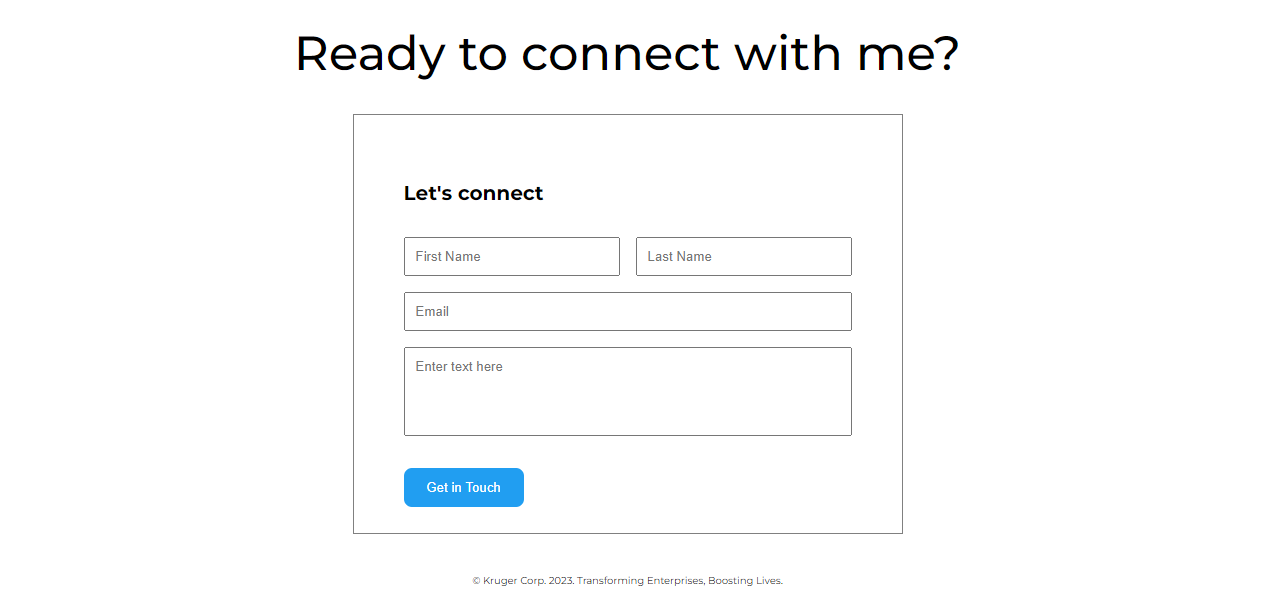 Ready to connect with me?
Let's connect
First Name Last Name
Email
Enter text here
Get in Touch
© Kruger Corp. 2023. Transforming Enterprises, Boosting Lives.